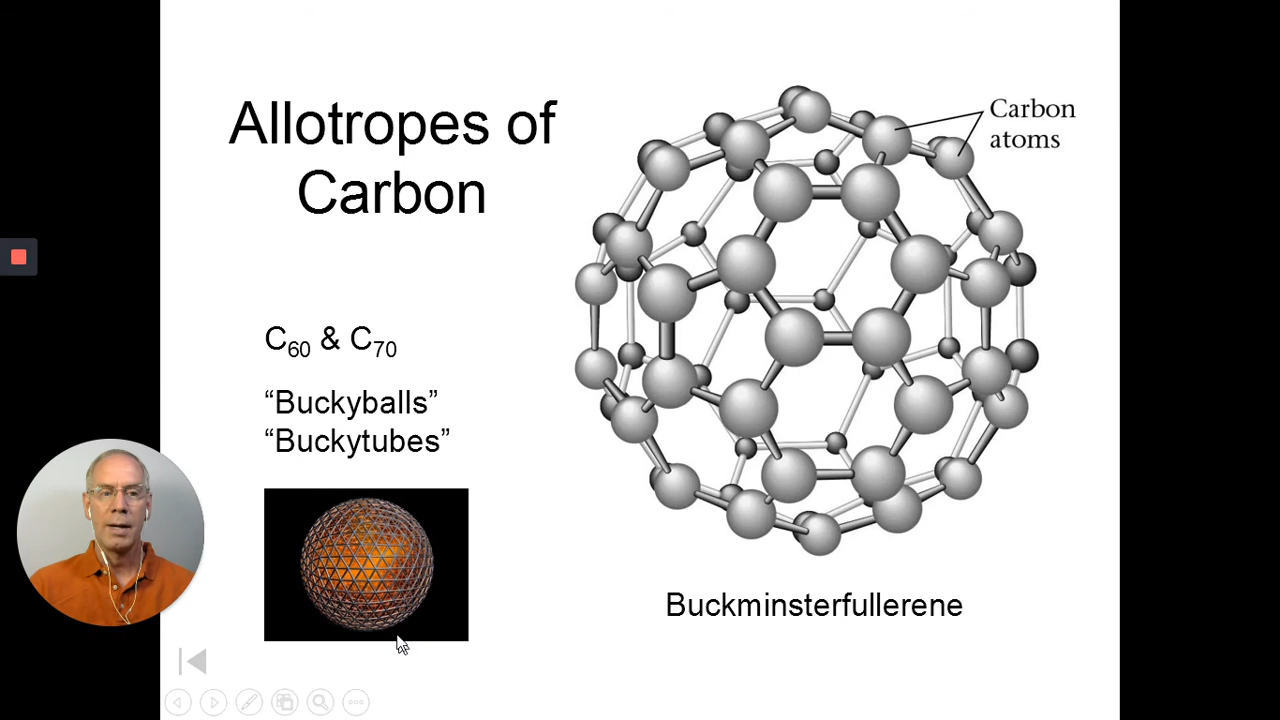 Allotropes of
Carbon
Carbon
atoms
C₆₀ & C₇₀
“Buckyballs”
“Buckytubes”
Buckminsterfullerene